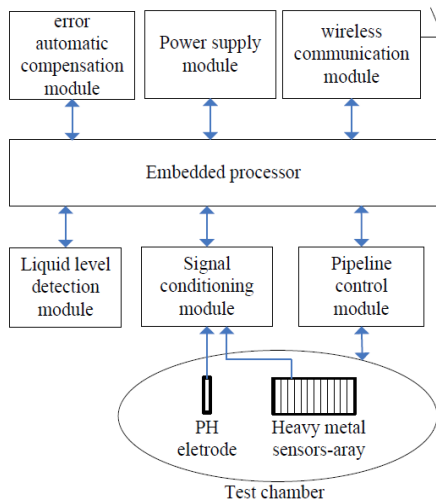 error
automatic
compensation
module
Power supply
module
wireless
communication
module
Embedded processor
Liquid level
detection
module
Signal
conditioning
module
Pipeline
control
module
PH
eletrode
Heavy metal
sensors-aray
Test chamber